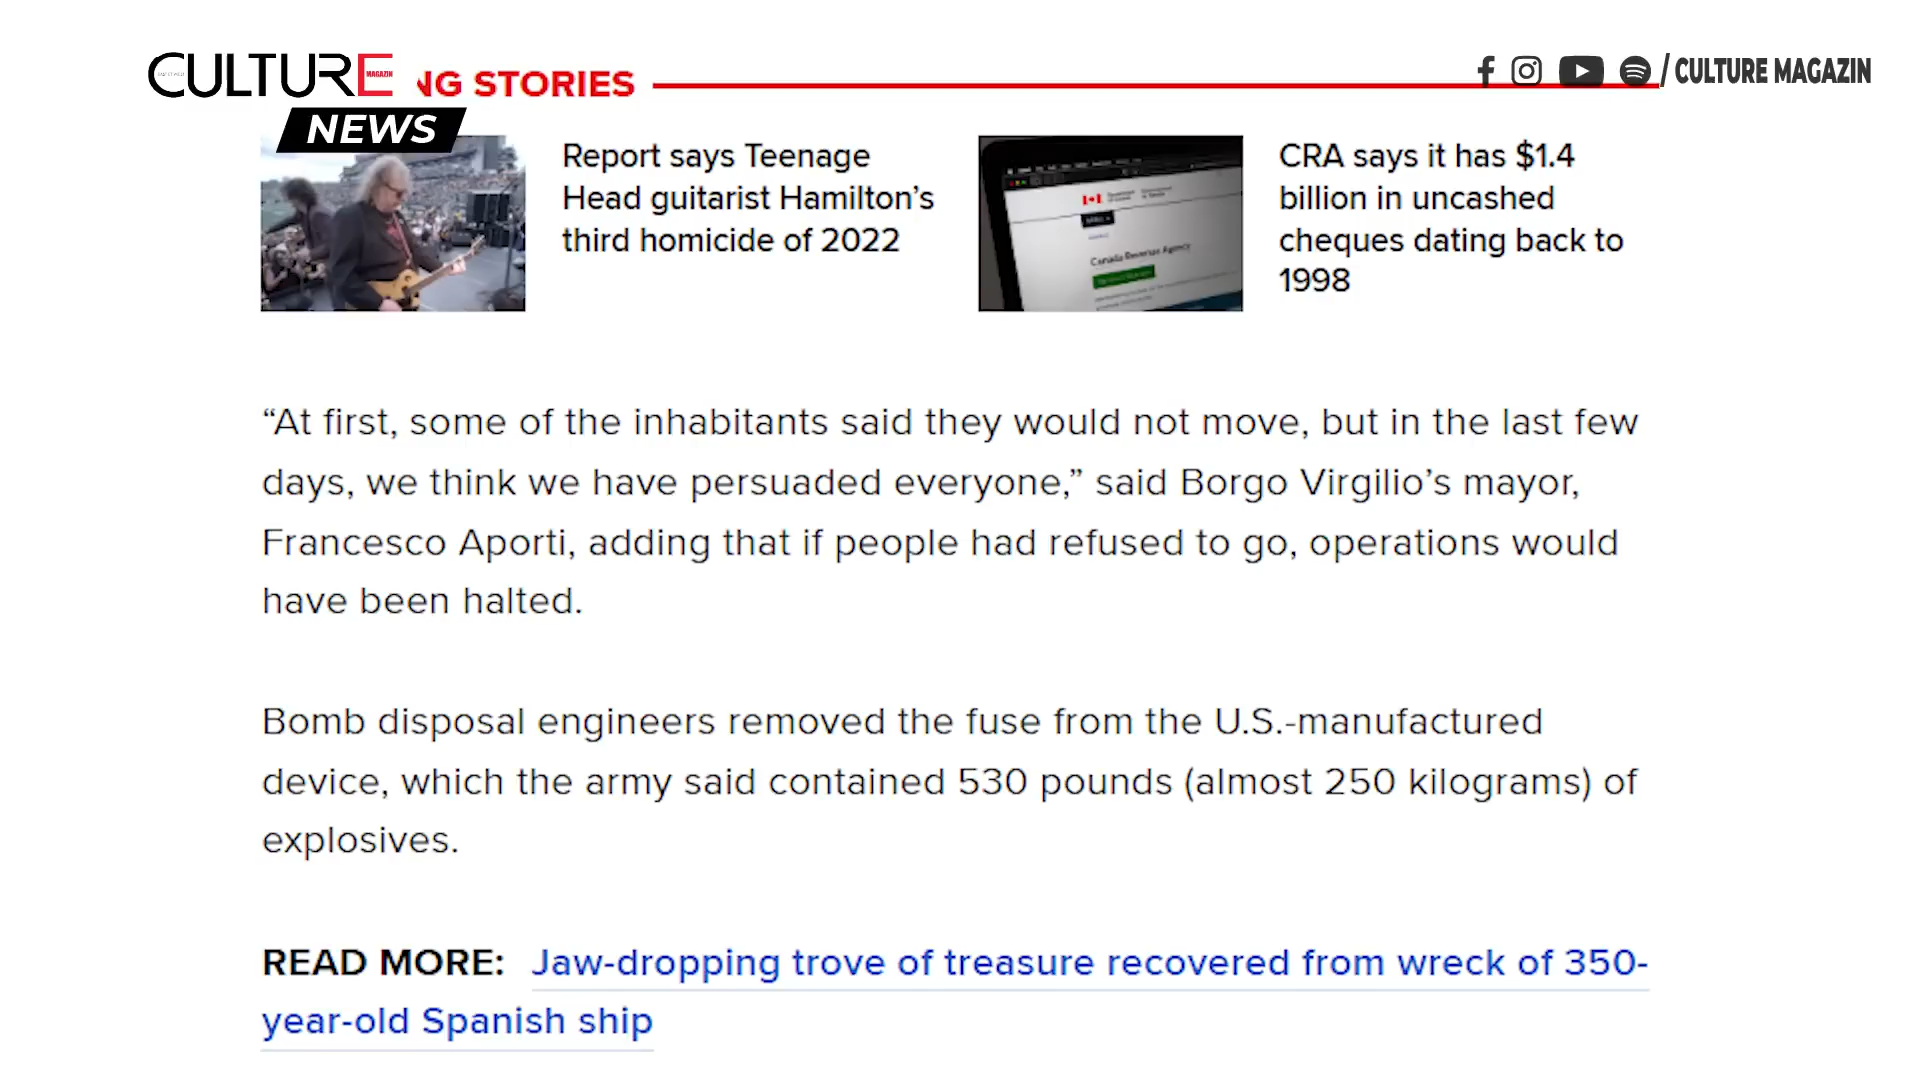 CULTURE
MAGAZIN
NEWS
NG STORIES
/ CULTURE MAGAZIN
Report says Teenage
Head guitarist Hamilton’s
third homicide of 2022
Canada Revenue Agency
CRA says it has $1.4
billion in uncashed
cheques dating back to
1998
“At first, some of the inhabitants said they would not move, but in the last few
days, we think we have persuaded everyone,” said Borgo Virgilio’s mayor,
Francesco Aporti, adding that if people had refused to go, operations would
have been halted.
Bomb disposal engineers removed the fuse from the U.S.-manufactured
device, which the army said contained 530 pounds (almost 250 kilograms) of
explosives.
READ MORE: Jaw-dropping trove of treasure recovered from wreck of 350-
year-old Spanish ship